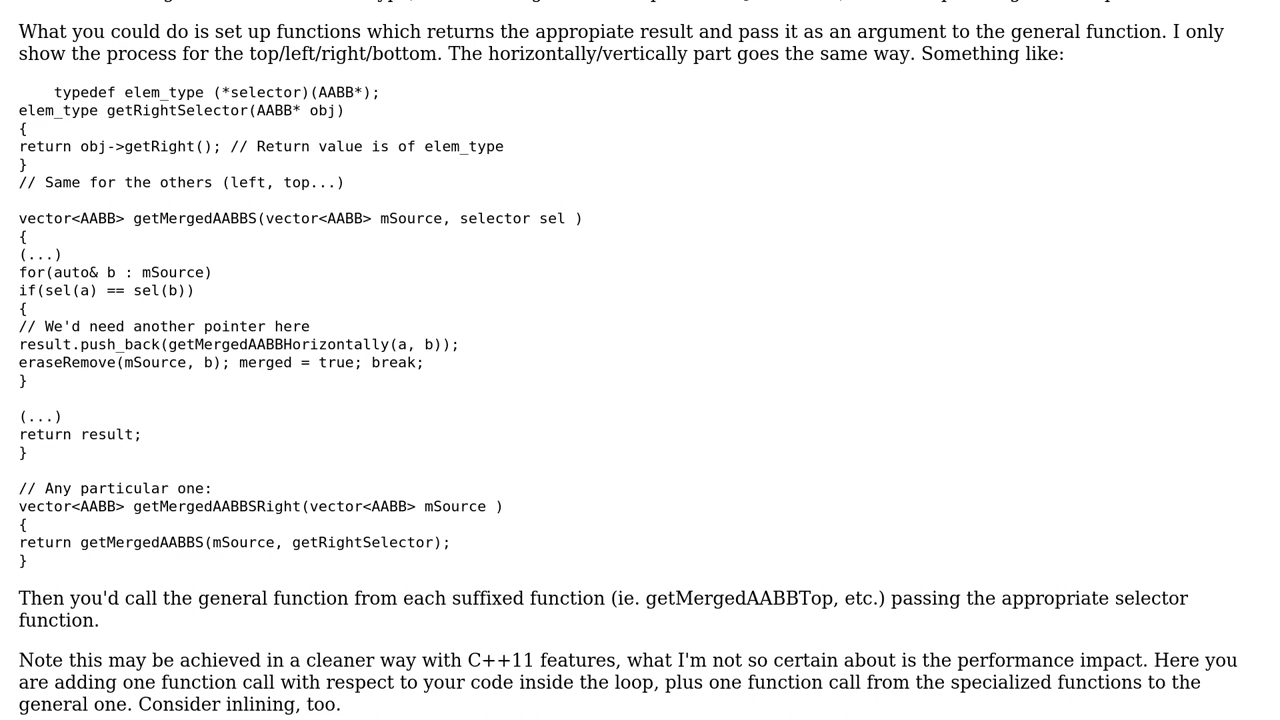 What you could do is set up functions which returns the appropiate result and pass it as an argument to the general function. I only
show the process for the top/left/right/bottom. The horizontally/vertically part goes the same way. Something like:
typedef elem_type (*selector)(AABB*);
elem_type getRightSelector(AABB* obj)
{
return obj->getRight(); // Return value is of elem_type
}
// Same for the others (left, top...)
vector<AABB> getMergedAABBS(vector<AABB> mSource, selector sel )
{
(...)
for(auto& b : mSource)
if(sel(a) == sel(b))
{
// We'd need another pointer here
result.push_back(getMergedAABBHorizontally(a, b));
eraseRemove(mSource, b); merged = true; break;
}
(...)
return result;
}
// Any particular one:
vector<AABB> getMergedAABBSRight(vector<AABB> mSource )
{
return getMergedAABBS(mSource, getRightSelector);
}
Then you'd call the general function from each suffixed function (ie. getMergedAABBTop, etc.) passing the appropriate selector
function.
Note this may be achieved in a cleaner way with C++11 features, what I'm not so certain about is the performance impact. Here you
are adding one function call with respect to your code inside the loop, plus one function call from the specialized functions to the
general one. Consider inlining, too.